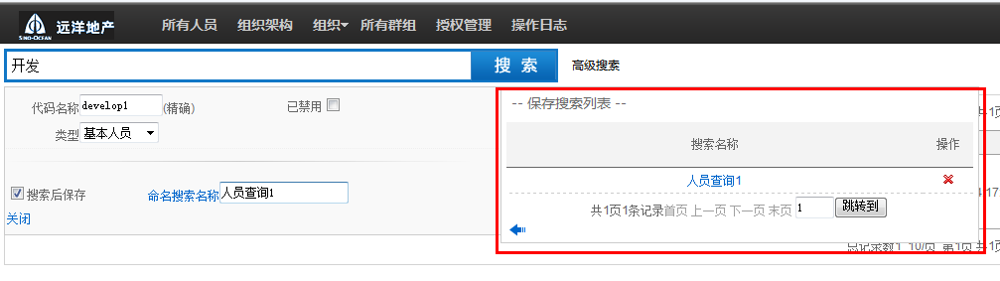 SINO-OCEAN 远洋地产 所有人员 组织架构 组织 所有群组 授权管理 操作日志
开发 搜 索 高级搜索
代码名称 develop1 (精确) 已禁用
类型 基本人员
搜索后保存 命名搜索名称 人员查询1
关闭
-- 保存搜索列表 --
搜索名称 操作
人员查询1
共1页1条记录首页 上一页 下一页 末页 1 跳转到
共1页
总记录数1 10/页 第1页 共1页